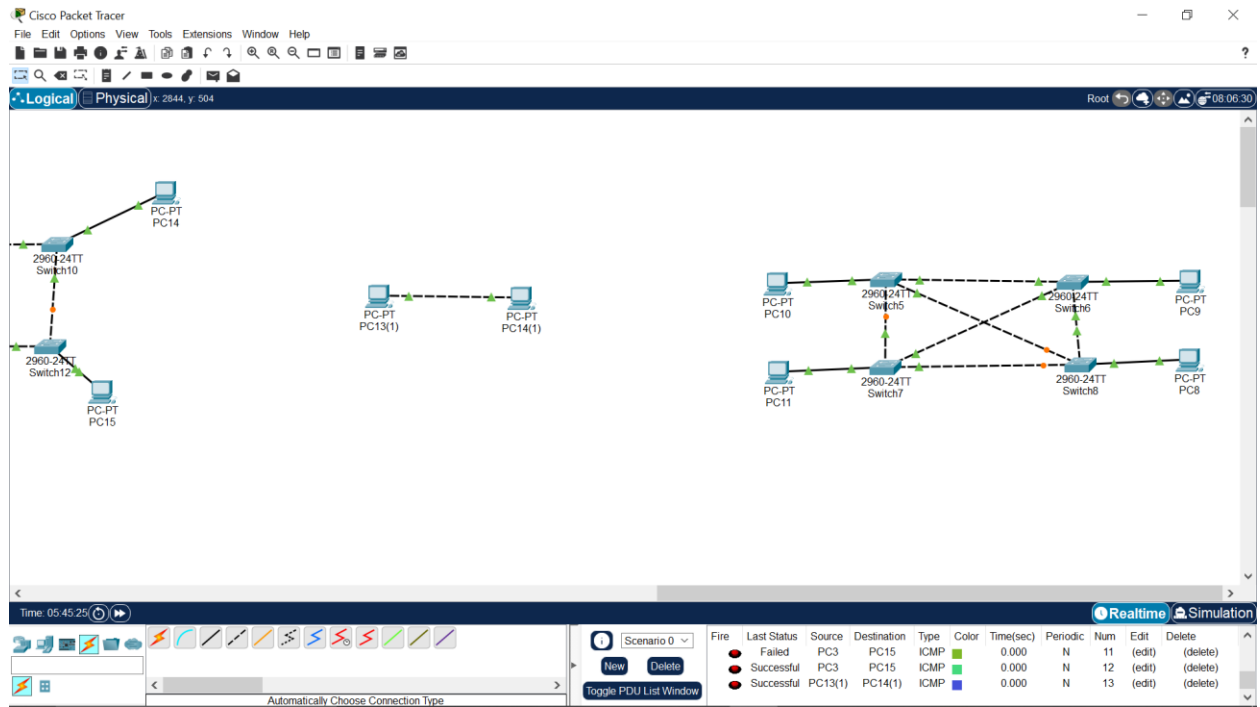 Cisco Packet Tracer
File Edit Options View Tools Extensions Window Help
?
Logical Physical x: 2844, y: 504 Root 08:06:30
PC-PT
PC14
2960-24TT
Switch10
PC-PT
PC13(1)
PC-PT
PC14(1)
PC-PT
PC10
2960-24TT
Switch5
2960-24TT
Switch6
PC-PT
PC9
2960-24TT
Switch12
PC-PT
PC15
PC-PT
PC11
2960-24TT
Switch7
2960-24TT
Switch8
PC-PT
PC8
Time: 05:45:25 Realtime Simulation
Scenario 0
New Delete
Toggle PDU List Window
Automatically Choose Connection Type
Fire Last Status Source Destination Type Color Time(sec) Periodic Num Edit Delete
Failed PC3 PC15 ICMP 0.000 N 11 (edit) (delete)
Successful PC3 PC15 ICMP 0.000 N 12 (edit) (delete)
Successful PC13(1) PC14(1) ICMP 0.000 N 13 (edit) (delete)